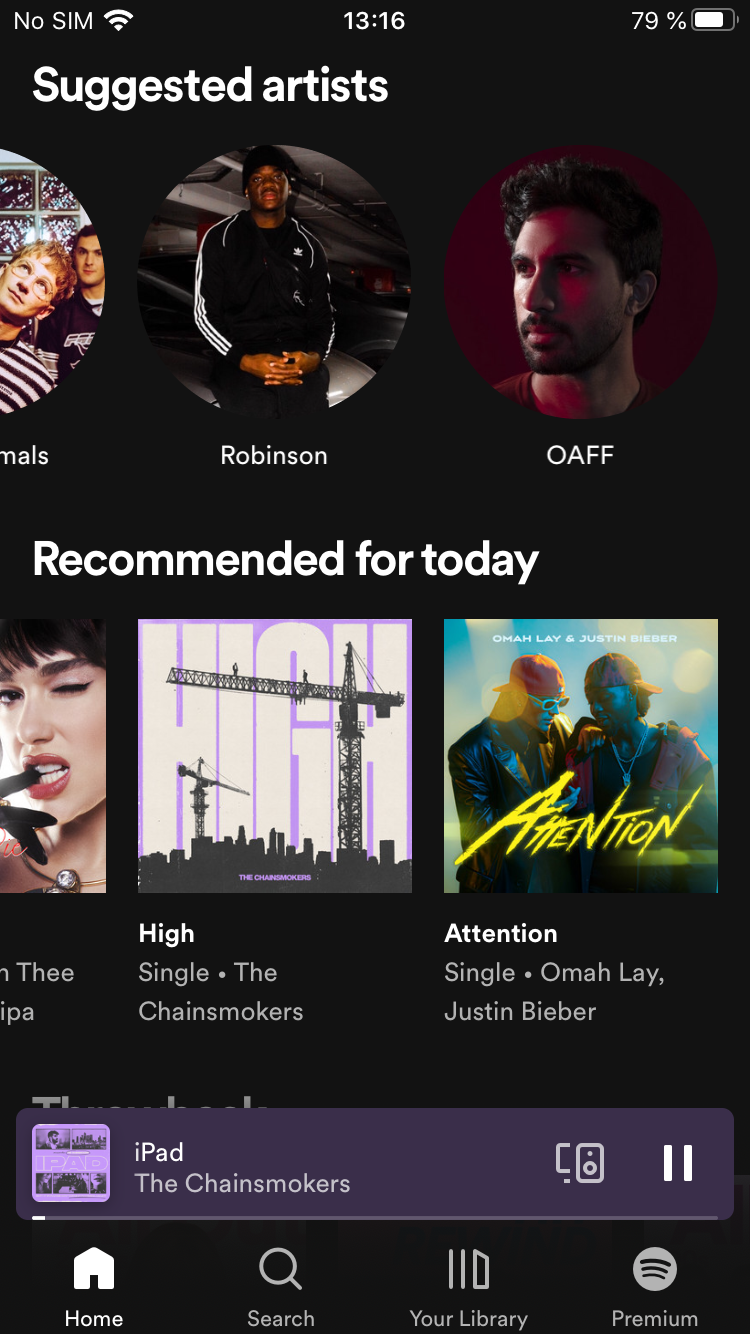 No SIM 13:16 79 %
Suggested artists
mals
Robinson
OAFF
Recommended for today
HIGH
THE CHAINSMOKERS
OMAH LAY & JUSTIN BIEBER
ATTENTION
n Thee
ipa
High
Single • The
Chainsmokers
Attention
Single • Omah Lay,
Justin Bieber
Throwback
IPAD
iPad
The Chainsmokers
Home
Search
Your Library
Premium